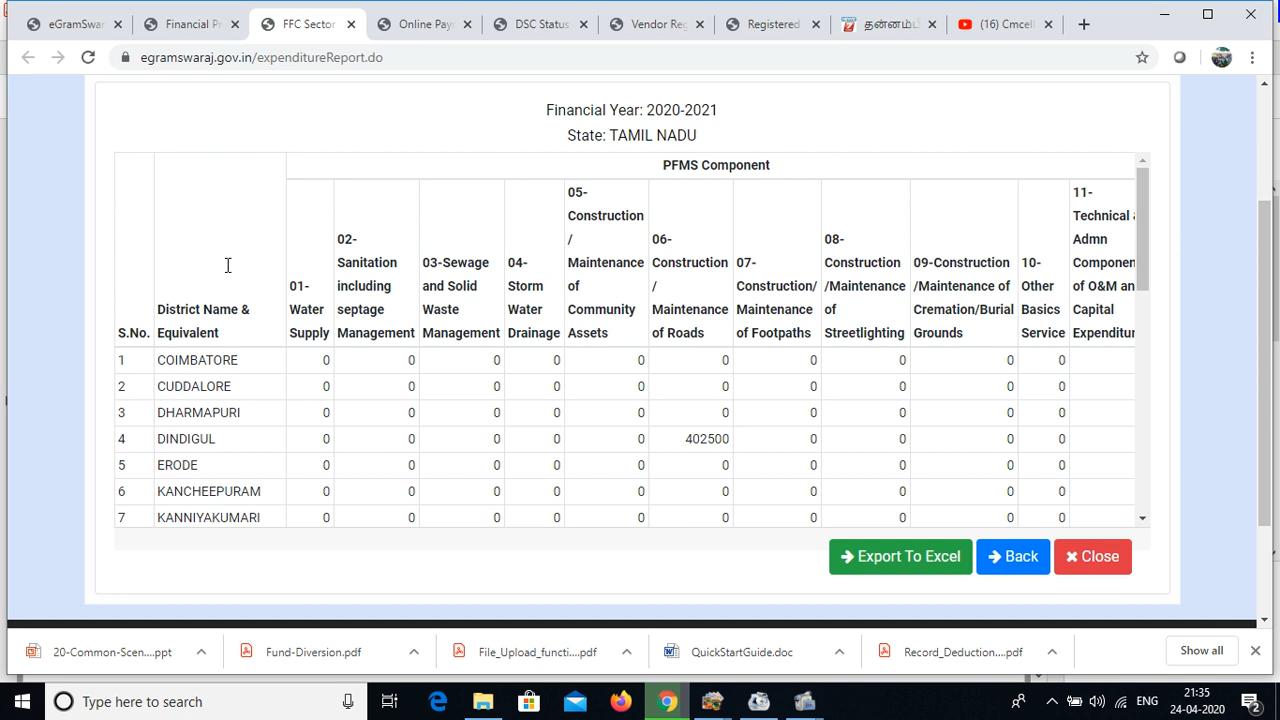 eGramSwar
Financial Pr
FFC Sector
Online Pay
DSC Status
Vendor Reg
Registered
தன்னம்
(16) Cmcell
egramswaraj.gov.in/expenditureReport.do
Financial Year: 2020-2021
State: TAMIL NADU
PFMS Component
S.No.
District Name &
Equivalent
01-
Water
Supply
02-
Sanitation
including
septage
Management
03-Sewage
and Solid
Waste
Management
04-
Storm
Water
Drainage
05-
Construction
/
Maintenance
of
Community
Assets
06-
Construction
/
Maintenance
of Roads
07-
Construction/
Maintenance
of Footpaths
08-
Construction
/Maintenance
of
Streetlighting
09-Construction
/Maintenance of
Cremation/Burial
Grounds
10-
Other
Basics
Service
11-
Technical
Admn
Componen
of O&M an
Capital
Expenditur
1 COIMBATORE 0 0 0 0 0 0 0 0 0 0
2 CUDDALORE 0 0 0 0 0 0 0 0 0 0
3 DHARMAPURI 0 0 0 0 0 0 0 0 0 0
4 DINDIGUL 0 0 0 0 0 402500 0 0 0 0
5 ERODE 0 0 0 0 0 0 0 0 0 0
6 KANCHEEPURAM 0 0 0 0 0 0 0 0 0 0
7 KANNIYAKUMARI 0 0 0 0 0 0 0 0 0 0
Export To Excel
Back
Close
20-Common-Scen....ppt
Fund-Diversion.pdf
File_Upload_functi....pdf
QuickStartGuide.doc
Record_Deduction....pdf
Show all
Type here to search
ENG
21:35
24-04-2020
2